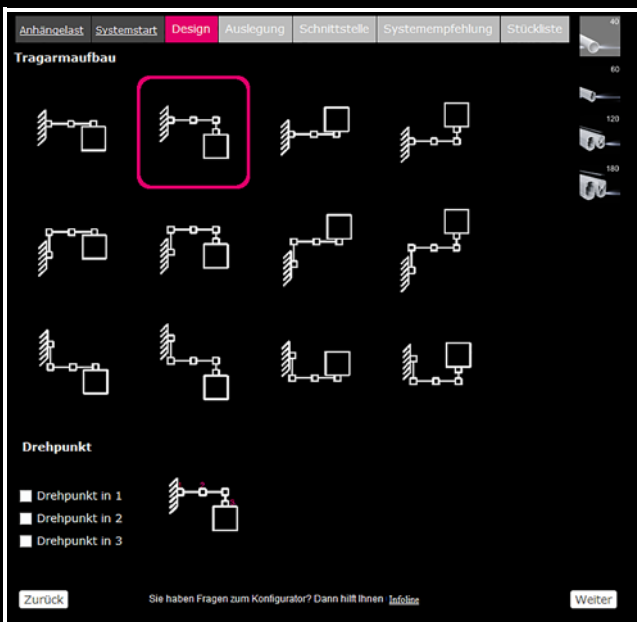 Anhängelast Systemstart Design Auslegung Schnittstelle Systemempfehlung Stückliste
40
Tragarmaufbau
60
120
180
Drehpunkt
Drehpunkt in 1
Drehpunkt in 2
Drehpunkt in 3
Zurück Sie haben Fragen zum Konfigurator? Dann hilft Ihnen Infoline Weiter